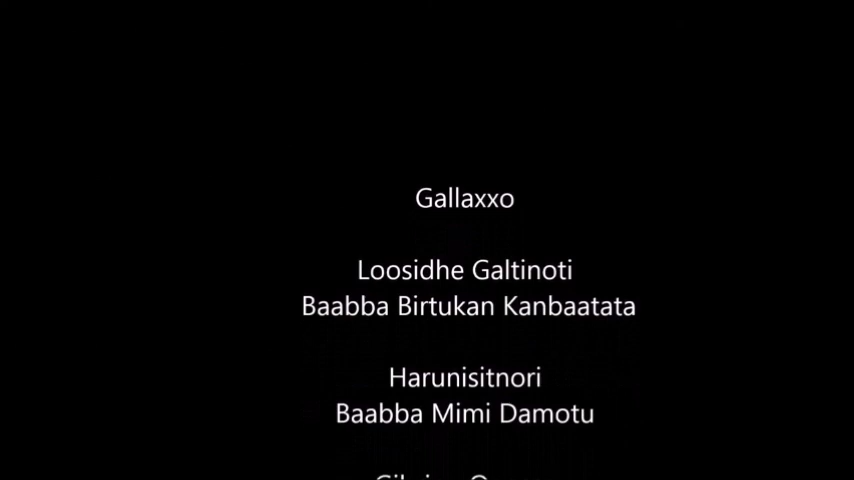 Gallaxxo
Loosidhe Galtinoti
Baabba Birtukan Kanbaatata
Harunisitnori
Baabba Mimi Damotu